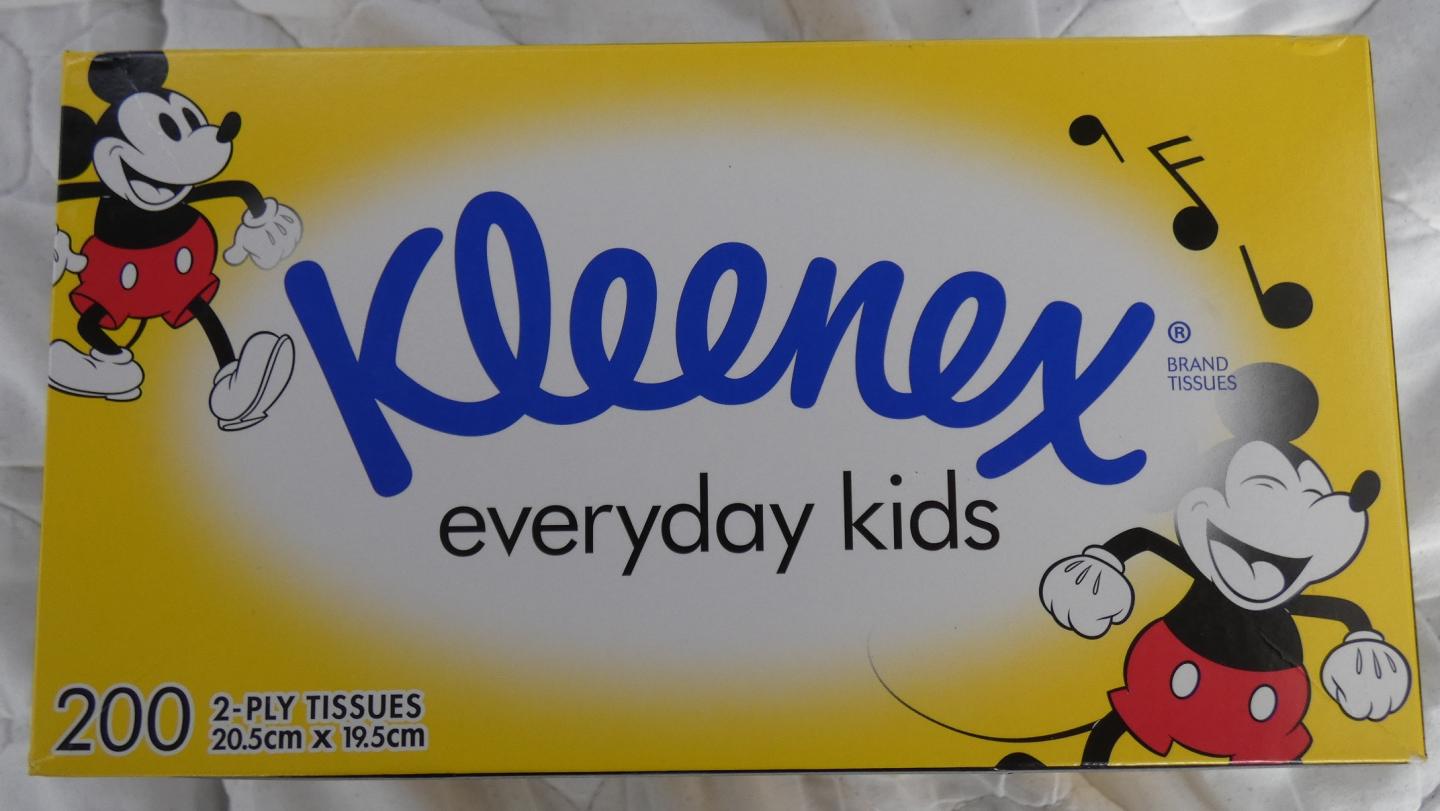 Kleenex®
BRAND
TISSUES
everyday kids
200
2-PLY TISSUES
20.5cm x 19.5cm